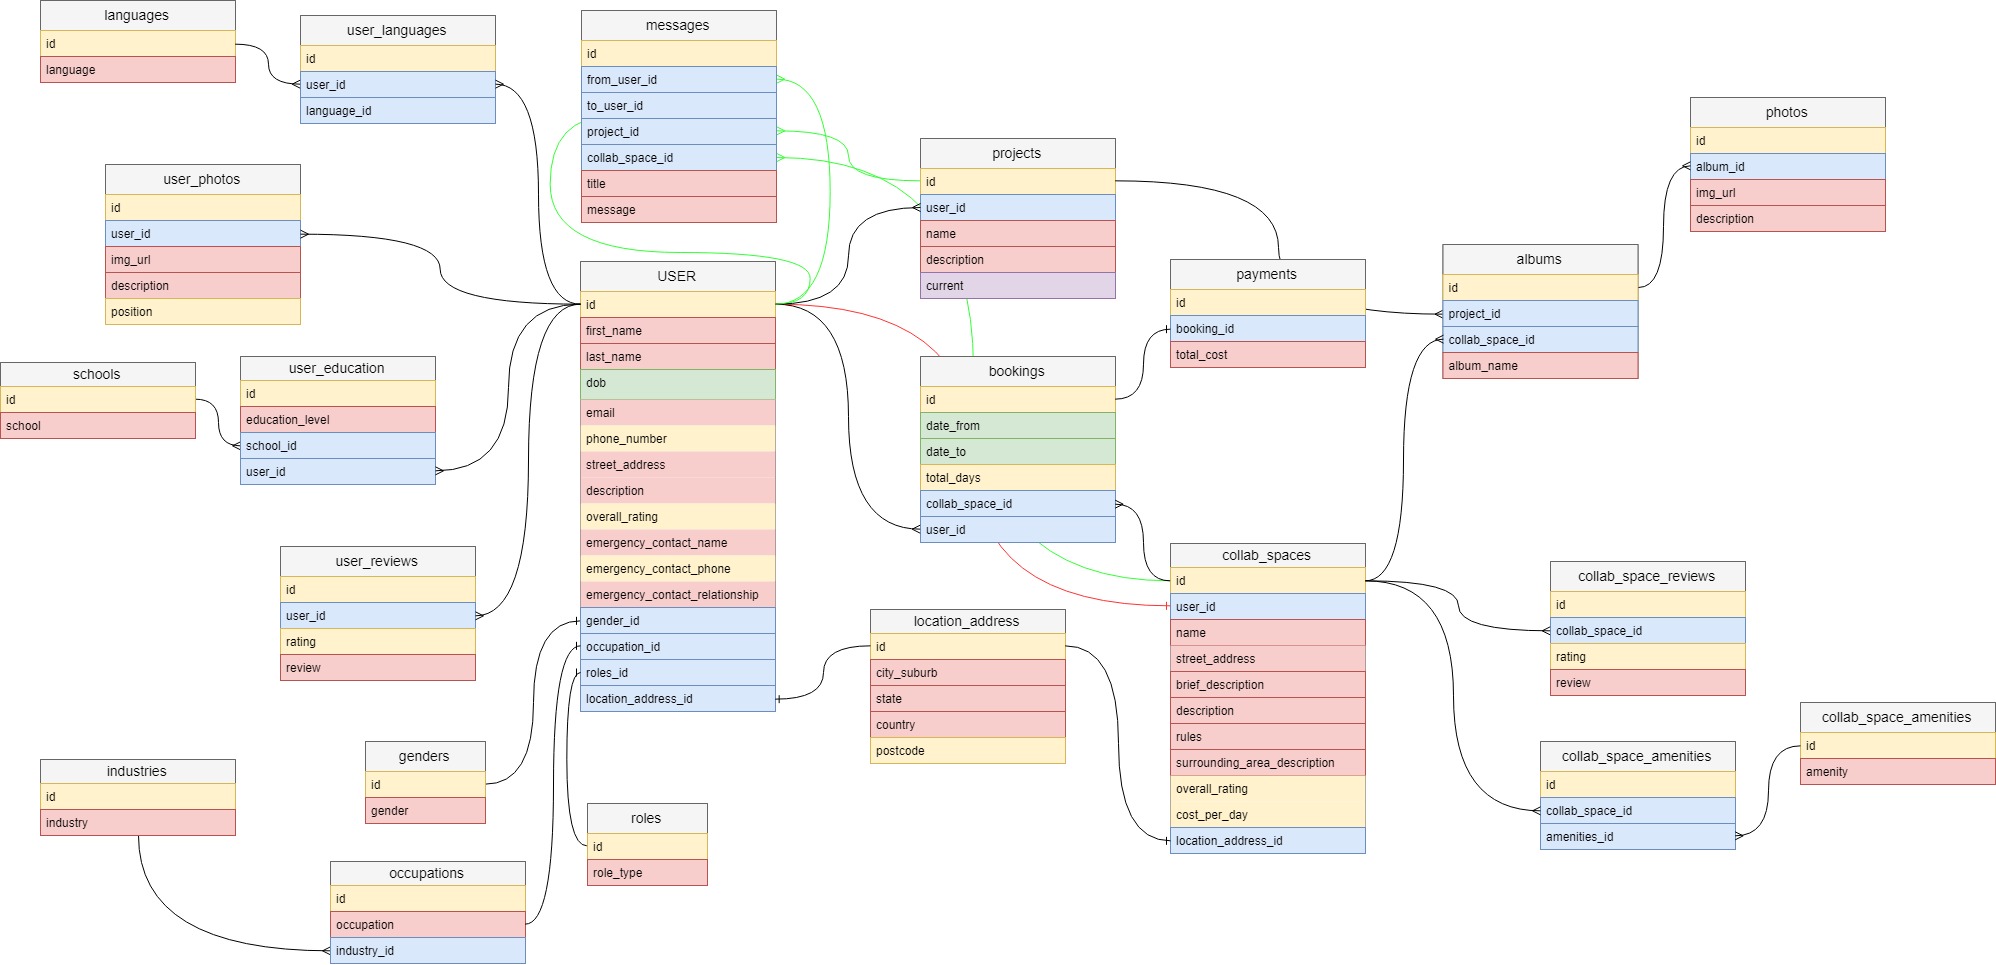 languages
id
language
user_languages
id
user_id
language_id
messages
id
from_user_id
to_user_id
project_id
collab_space_id
title
message
photos
id
album_id
img_url
description
projects
id
user_id
name
description
current
user_photos
id
user_id
img_url
description
position
albums
id
project_id
collab_space_id
album_name
payments
id
booking_id
total_cost
USER
id
first_name
last_name
dob
email
phone_number
street_address
description
overall_rating
emergency_contact_name
emergency_contact_phone
emergency_contact_relationship
gender_id
occupation_id
roles_id
location_address_id
schools
id
school
user_education
id
education_level
school_id
user_id
bookings
id
date_from
date_to
total_days
collab_space_id
user_id
user_reviews
id
user_id
rating
review
collab_spaces
id
user_id
name
street_address
brief_description
description
rules
surrounding_area_description
overall_rating
cost_per_day
location_address_id
collab_space_reviews
id
collab_space_id
rating
review
location_address
id
city_suburb
state
country
postcode
collab_space_amenities
id
amenity
collab_space_amenities
id
collab_space_id
amenities_id
genders
id
gender
industries
id
industry
roles
id
role_type
occupations
id
occupation
industry_id